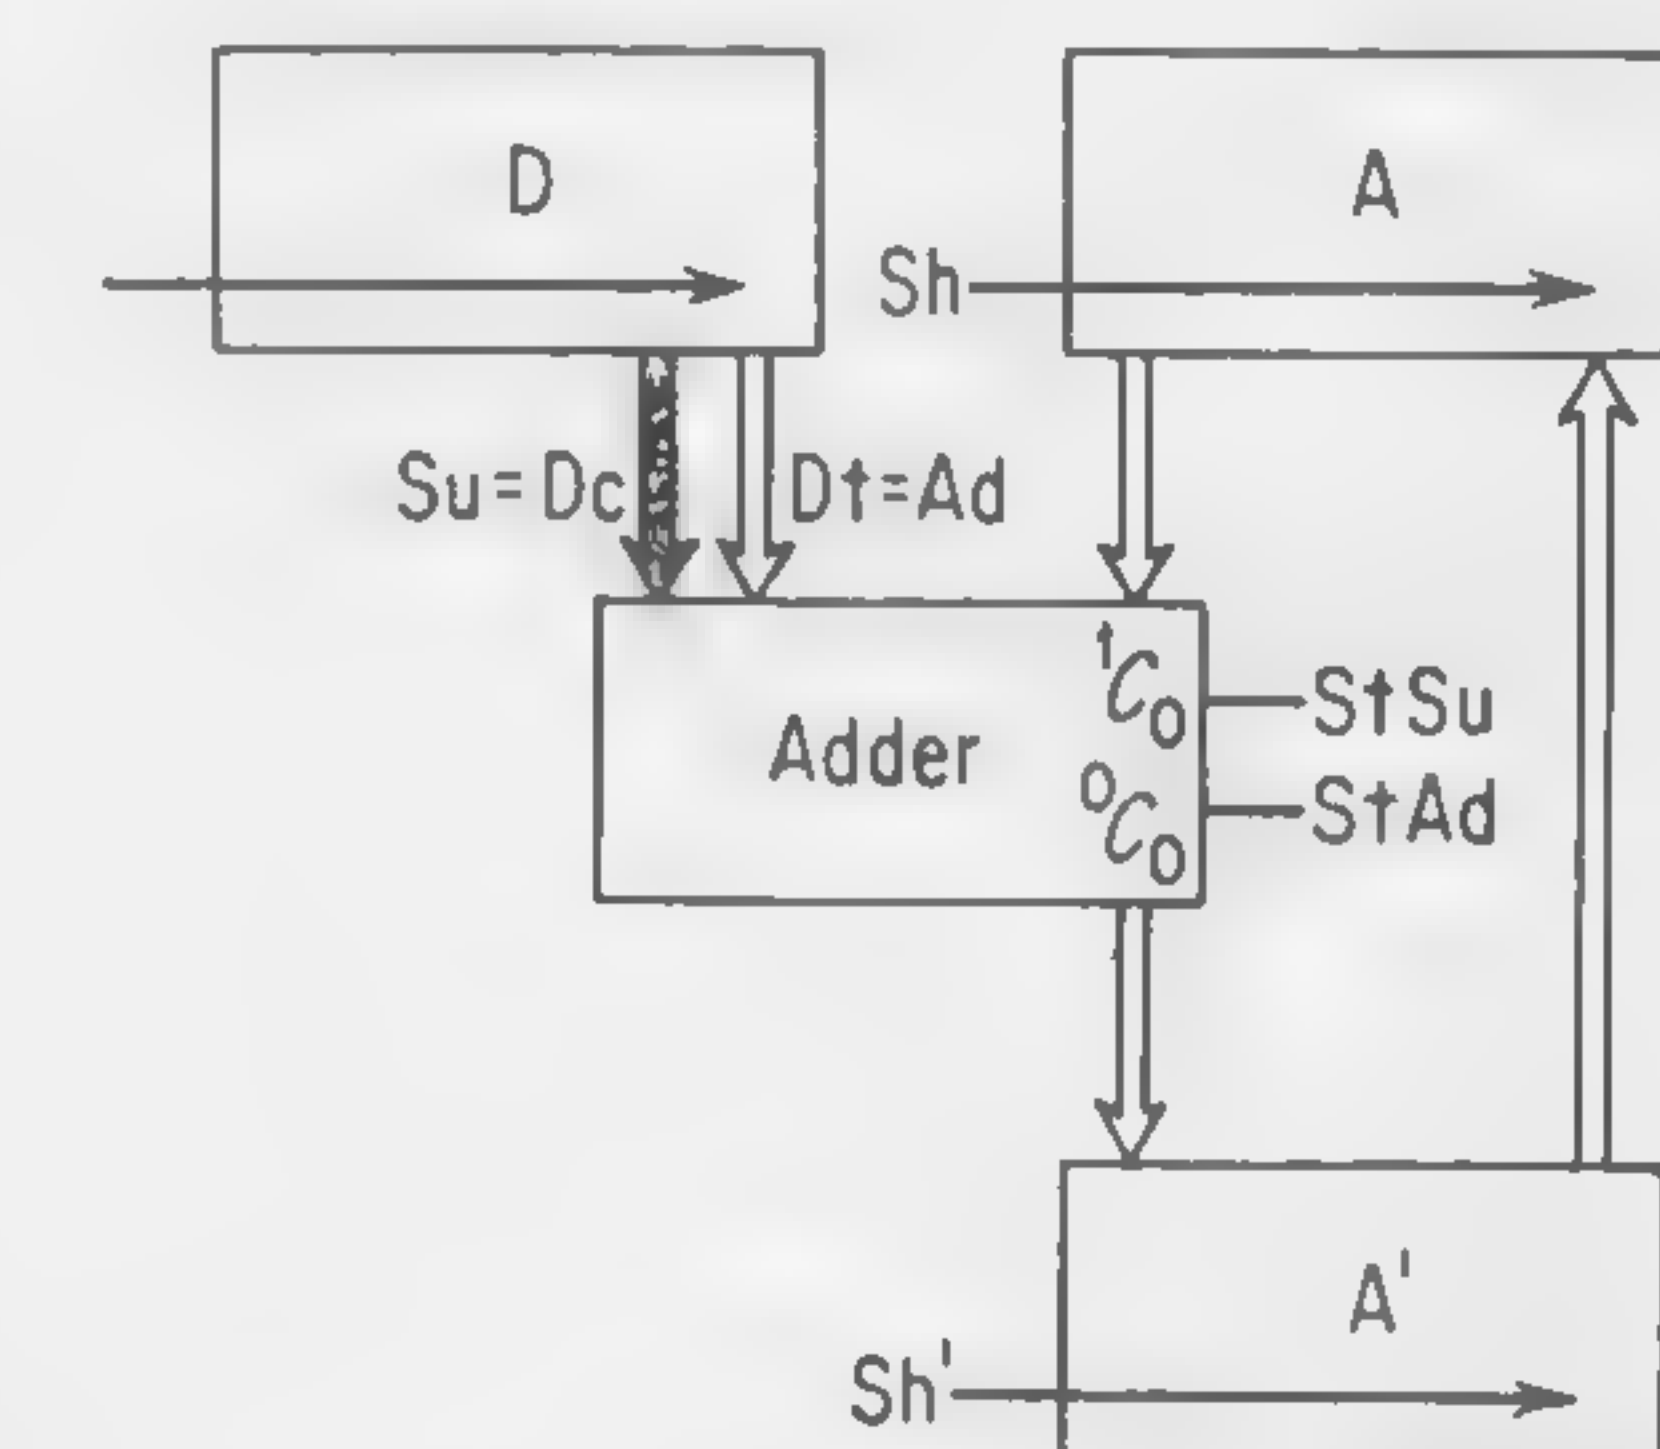 D
A
Sh
Su=Dc
Dt=Ad
¹C₀
StSu
Adder
⁰C₀
StAd
A'
Sh'